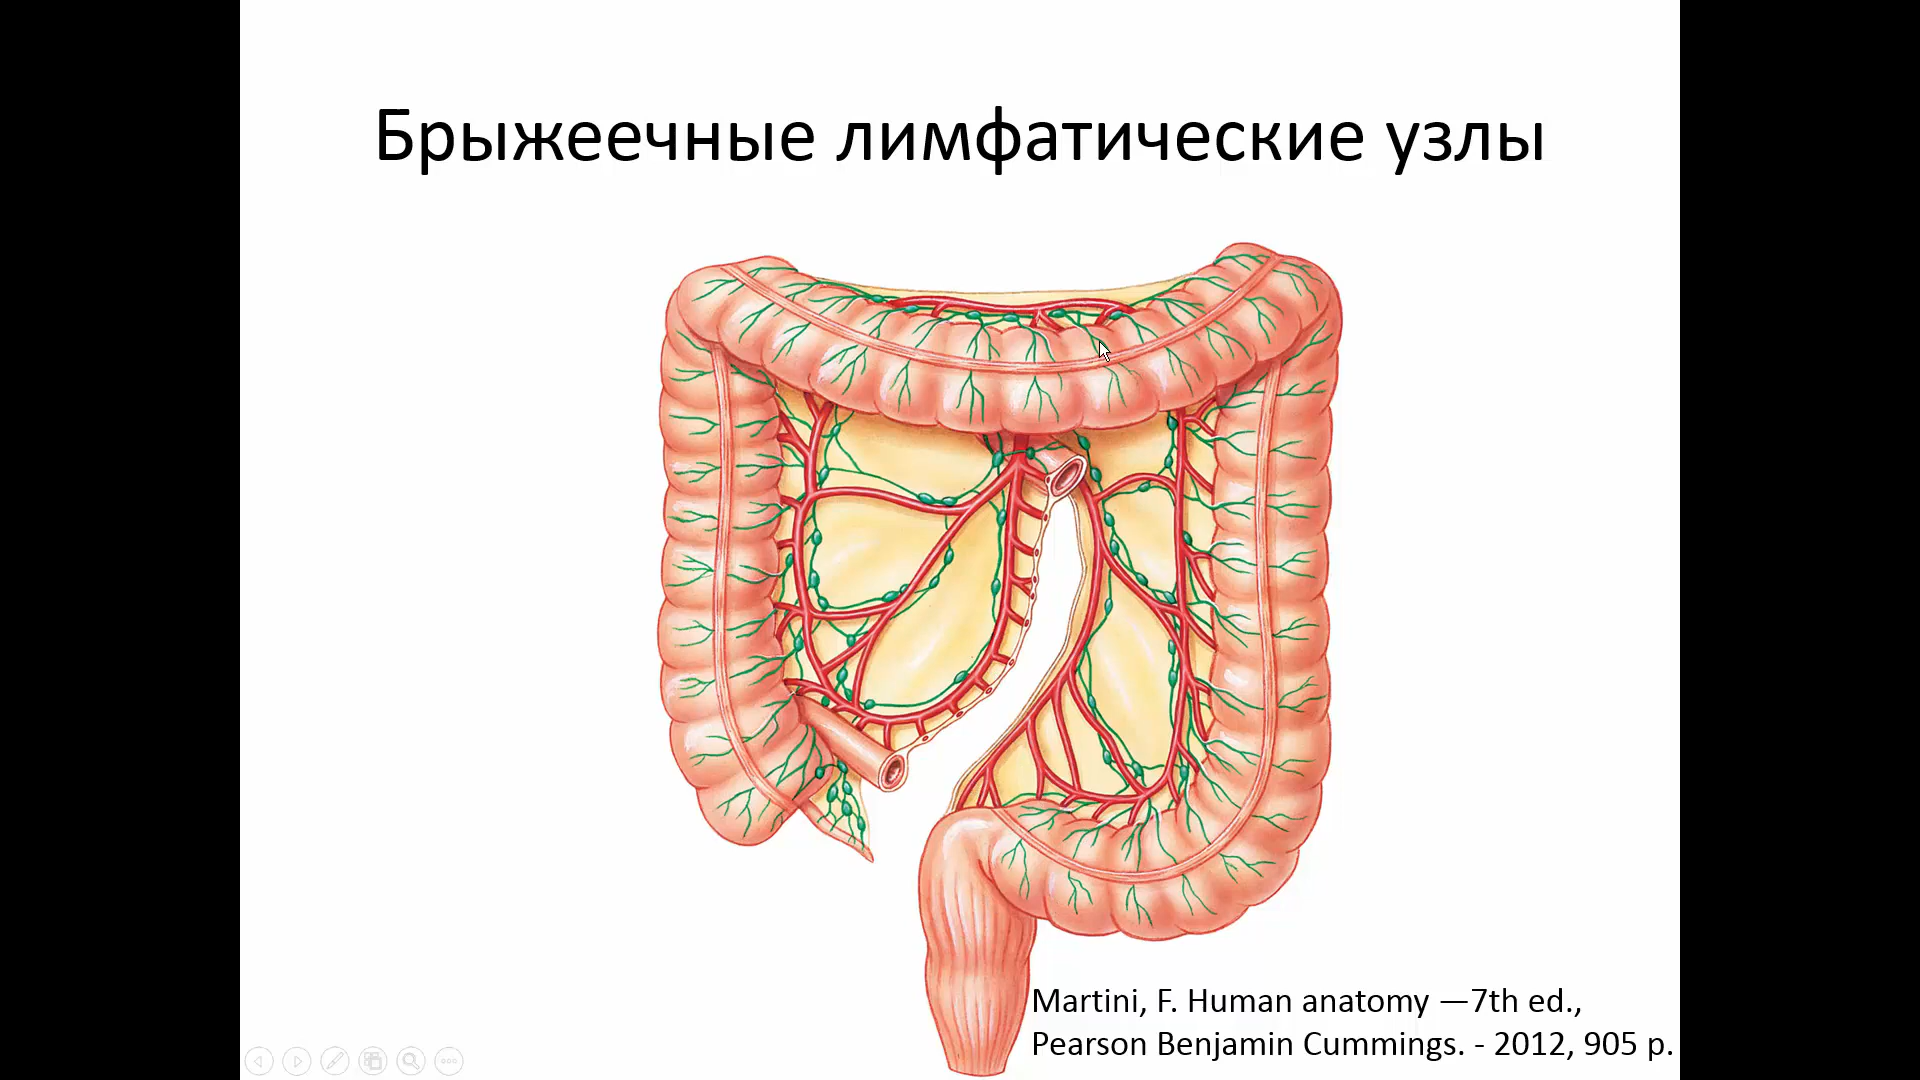 Брыжеечные лимфатические узлы
Martini, F. Human anatomy —7th ed.,
Pearson Benjamin Cummings. - 2012, 905 p.